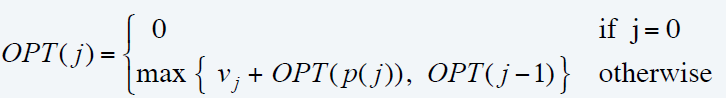 0 if j = 0
OPT(j) =
max { v_j + OPT(p(j)), OPT(j−1) } otherwise